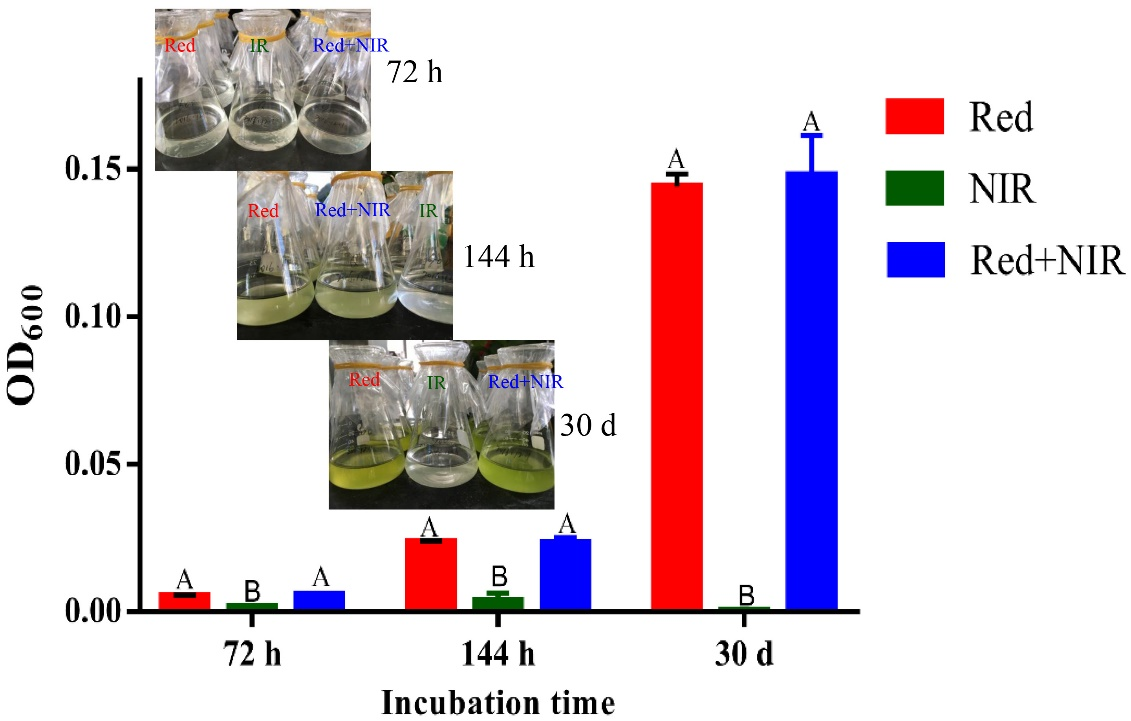 Red IR Red+NIR
72 h
Red Red+NIR IR
144 h
Red IR Red+NIR
30 d
Red
NIR
Red+NIR
OD600
0.15
0.10
0.05
0.00
A B A
A B A
A B A
72 h 144 h 30 d
Incubation time